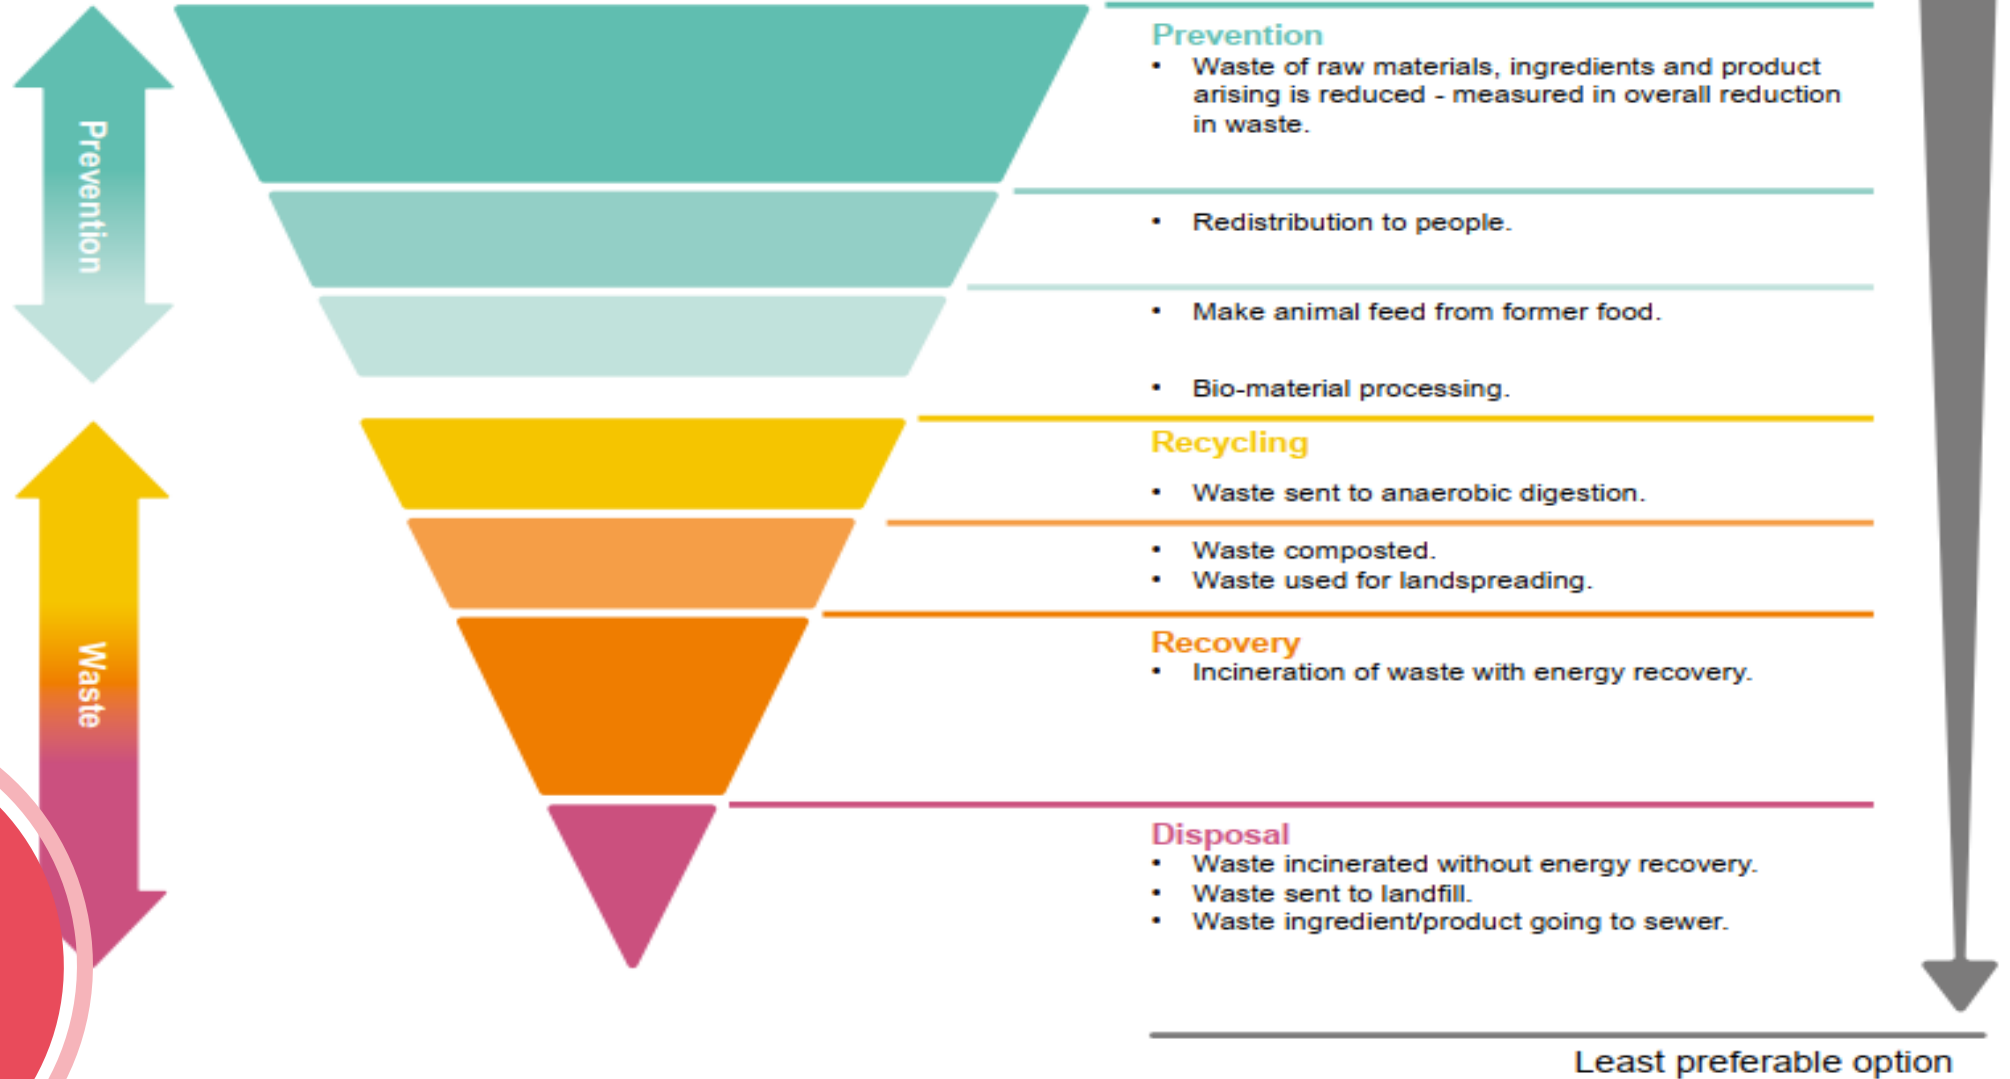 Prevention
Prevention
• Waste of raw materials, ingredients and product
arising is reduced - measured in overall reduction
in waste.
• Redistribution to people.
• Make animal feed from former food.
• Bio-material processing.
Waste
Recycling
• Waste sent to anaerobic digestion.
• Waste composted.
• Waste used for landspreading.
Recovery
• Incineration of waste with energy recovery.
Disposal
• Waste incinerated without energy recovery.
• Waste sent to landfill.
• Waste ingredient/product going to sewer.
Least preferable option